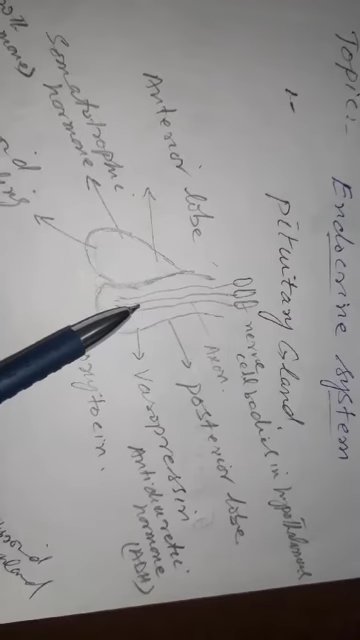 Topic:- Endocrine system
1- Pituitary Gland
nerve
cell bodies in hypothalamus
Axon.
Anterior lobe
posterior lobe
Somatotrophic
hormone
Vasopressin
Antidiuretic
hormone
(ADH)